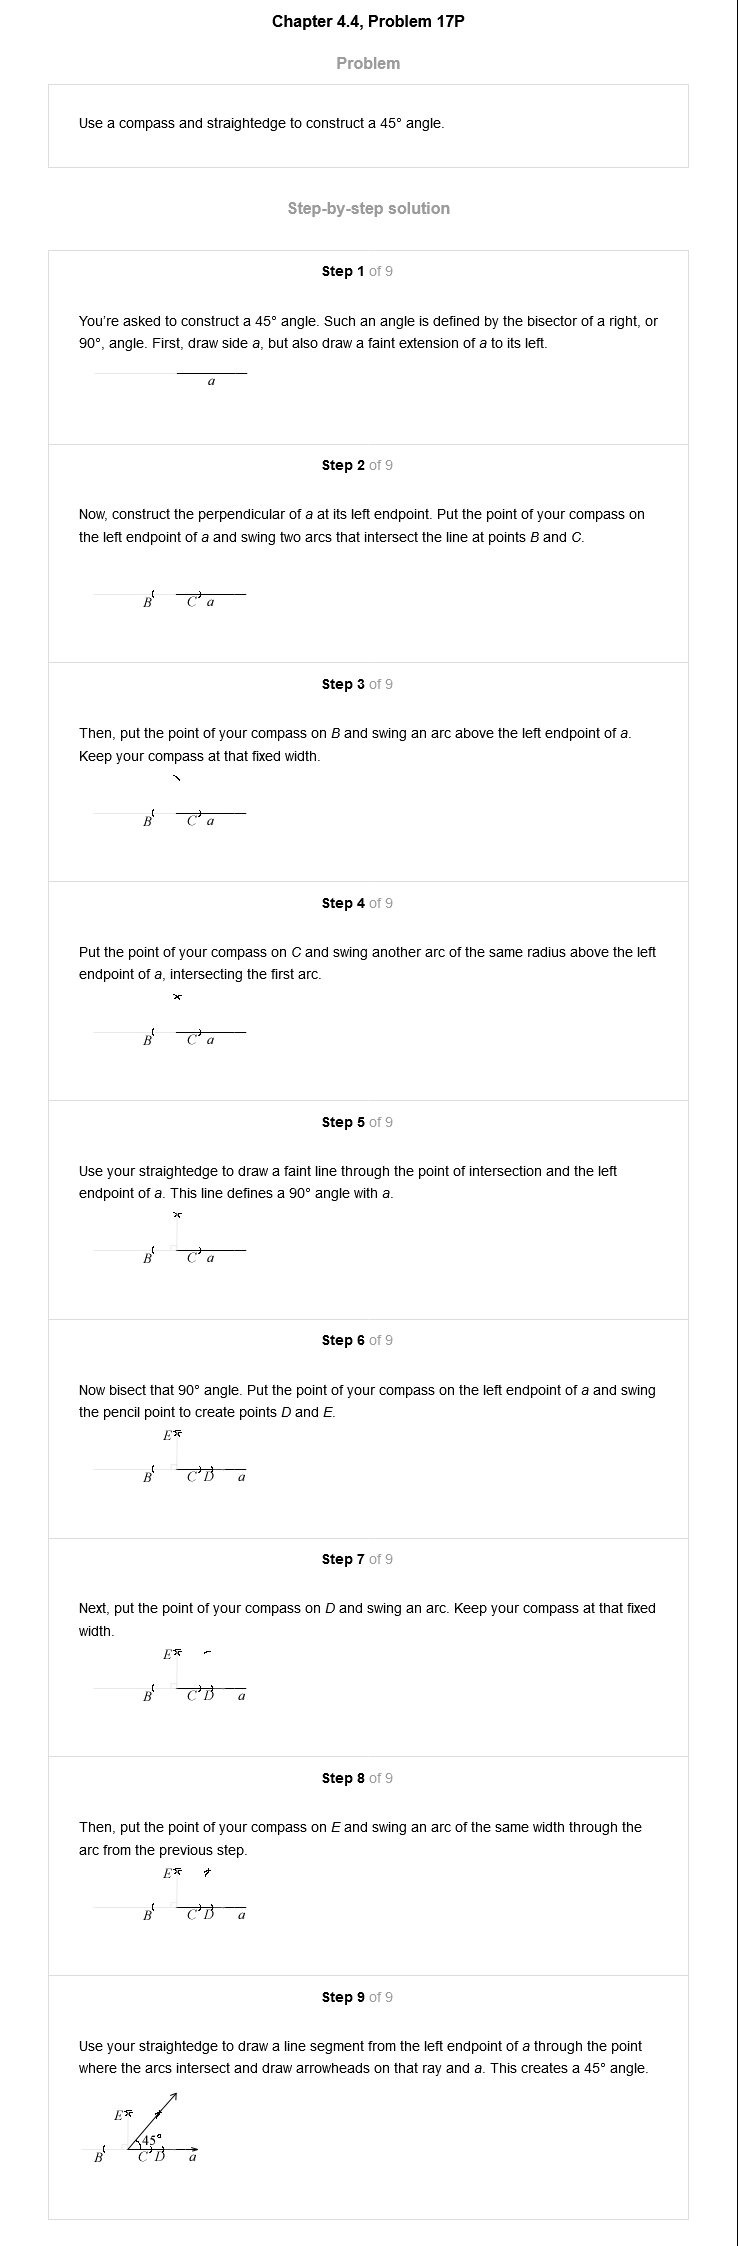 Chapter 4.4, Problem 17P
Problem
Use a compass and straightedge to construct a 45° angle.
Step-by-step solution
Step 1 of 9
You're asked to construct a 45° angle. Such an angle is defined by the bisector of a right, or
90°, angle. First, draw side a, but also draw a faint extension of a to its left.
a
Step 2 of 9
Now, construct the perpendicular of a at its left endpoint. Put the point of your compass on
the left endpoint of a and swing two arcs that intersect the line at points B and C.
B C a
Step 3 of 9
Then, put the point of your compass on B and swing an arc above the left endpoint of a.
Keep your compass at that fixed width.
B C a
Step 4 of 9
Put the point of your compass on C and swing another arc of the same radius above the left
endpoint of a, intersecting the first arc.
B C a
Step 5 of 9
Use your straightedge to draw a faint line through the point of intersection and the left
endpoint of a. This line defines a 90° angle with a.
B C a
Step 6 of 9
Now bisect that 90° angle. Put the point of your compass on the left endpoint of a and swing
the pencil point to create points D and E.
E
B C D a
Step 7 of 9
Next, put the point of your compass on D and swing an arc. Keep your compass at that fixed
width.
E
B C D a
Step 8 of 9
Then, put the point of your compass on E and swing an arc of the same width through the
arc from the previous step.
E
B C D a
Step 9 of 9
Use your straightedge to draw a line segment from the left endpoint of a through the point
where the arcs intersect and draw arrowheads on that ray and a. This creates a 45° angle.
E
45°
B C D a